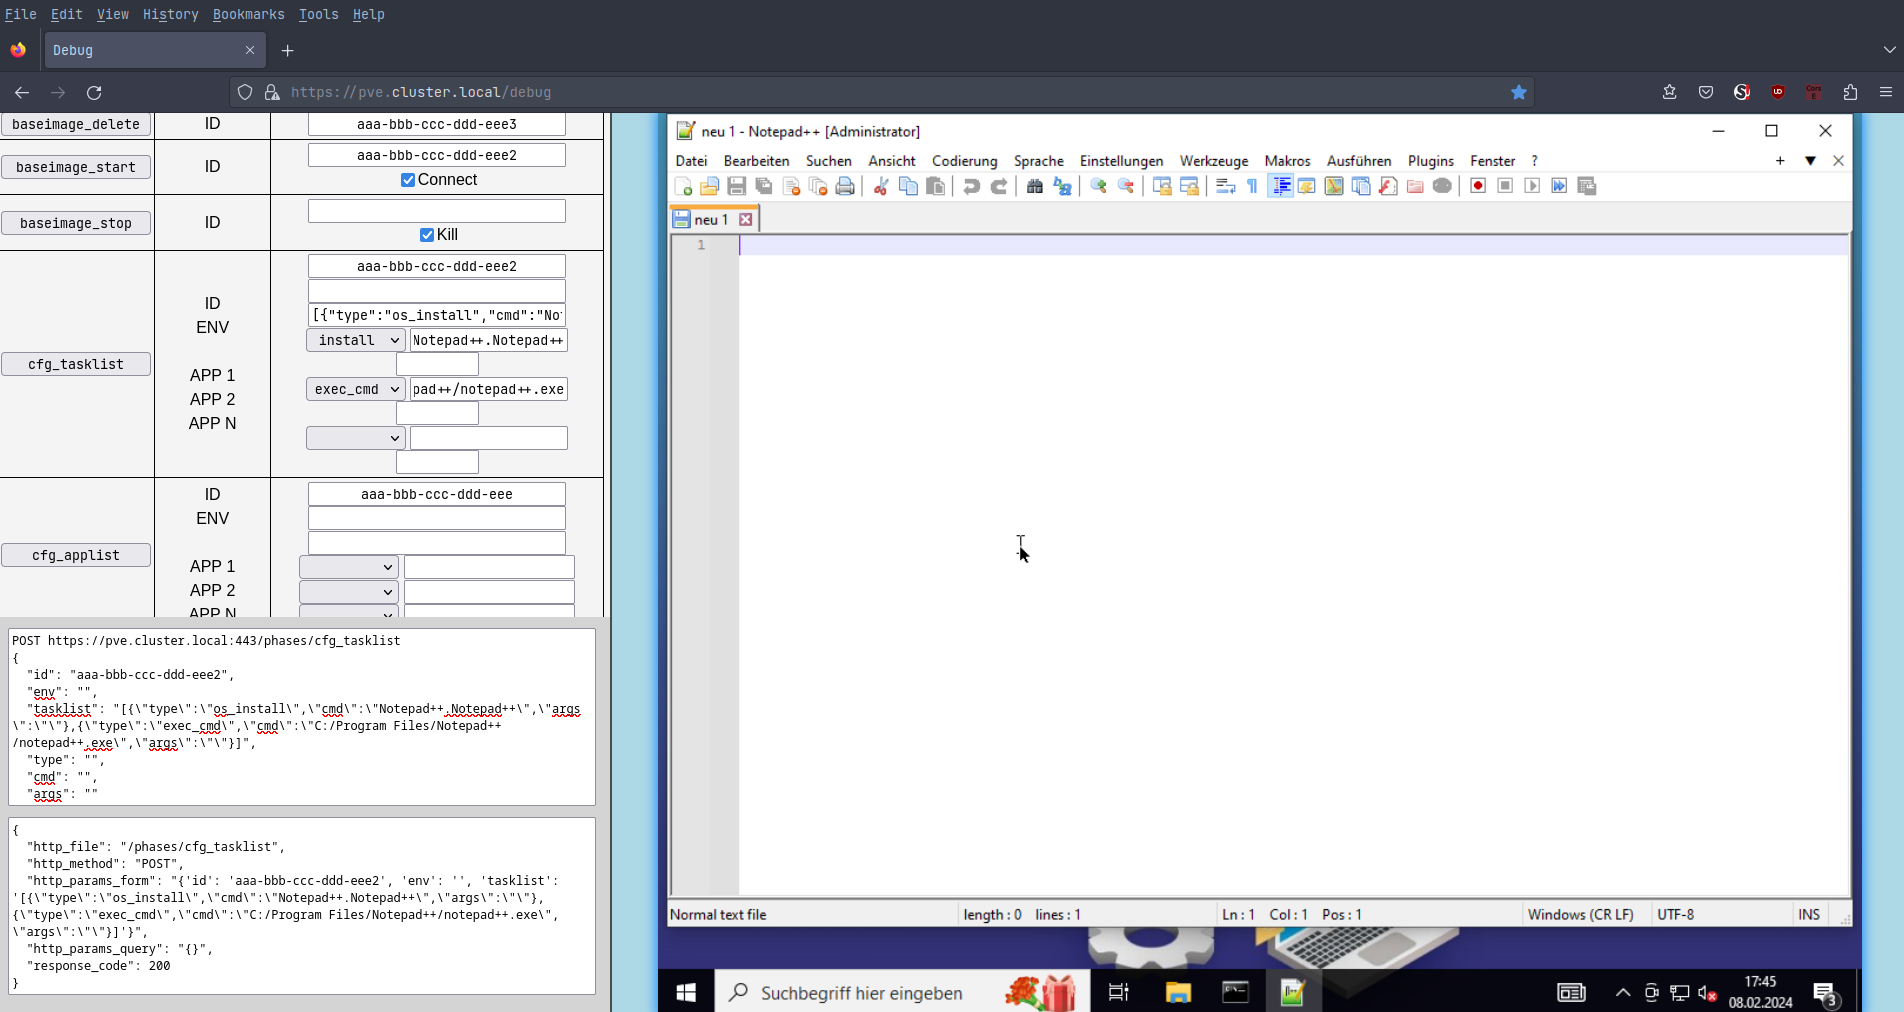 File Edit View History Bookmarks Tools Help
Debug
https://pve.cluster.local/debug
baseimage_delete ID aaa-bbb-ccc-ddd-eee3
baseimage_start ID aaa-bbb-ccc-ddd-eee2
Connect
baseimage_stop ID
Kill
cfg_tasklist
ID
ENV
APP 1
APP 2
APP N
aaa-bbb-ccc-ddd-eee2
[{"type":"os_install","cmd":"No
install Notepad++.Notepad++
exec_cmd pad++/notepad++.exe
cfg_applist
ID
ENV
APP 1
APP 2
APP N
aaa-bbb-ccc-ddd-eee
POST https://pve.cluster.local:443/phases/cfg_tasklist
{
"id": "aaa-bbb-ccc-ddd-eee2",
"env": "",
"tasklist": "[{\"type\":\"os_install\",\"cmd\":\"Notepad++.Notepad++\",\"args
\":\"\"},{\"type\":\"exec_cmd\",\"cmd\":\"C:/Program Files/Notepad++
/notepad++.exe\",\"args\":\"\"}]",
"type": "",
"cmd": "",
"args": ""
{
"http_file": "/phases/cfg_tasklist",
"http_method": "POST",
"http_params_form": "{'id': 'aaa-bbb-ccc-ddd-eee2', 'env': '', 'tasklist':
'[{\"type\":\"os_install\",\"cmd\":\"Notepad++.Notepad++\",\"args\":\"\"},
{\"type\":\"exec_cmd\",\"cmd\":\"C:/Program Files/Notepad++/notepad++.exe\",
\"args\":\"\"}]'}",
"http_params_query": "{}",
"response_code": 200
}
neu 1 - Notepad++ [Administrator]
Datei Bearbeiten Suchen Ansicht Codierung Sprache Einstellungen Werkzeuge Makros Ausführen Plugins Fenster ?
neu 1
1
Normal text file length : 0 lines : 1 Ln : 1 Col : 1 Pos : 1 Windows (CR LF) UTF-8 INS
Suchbegriff hier eingeben
17:45
08.02.2024
3